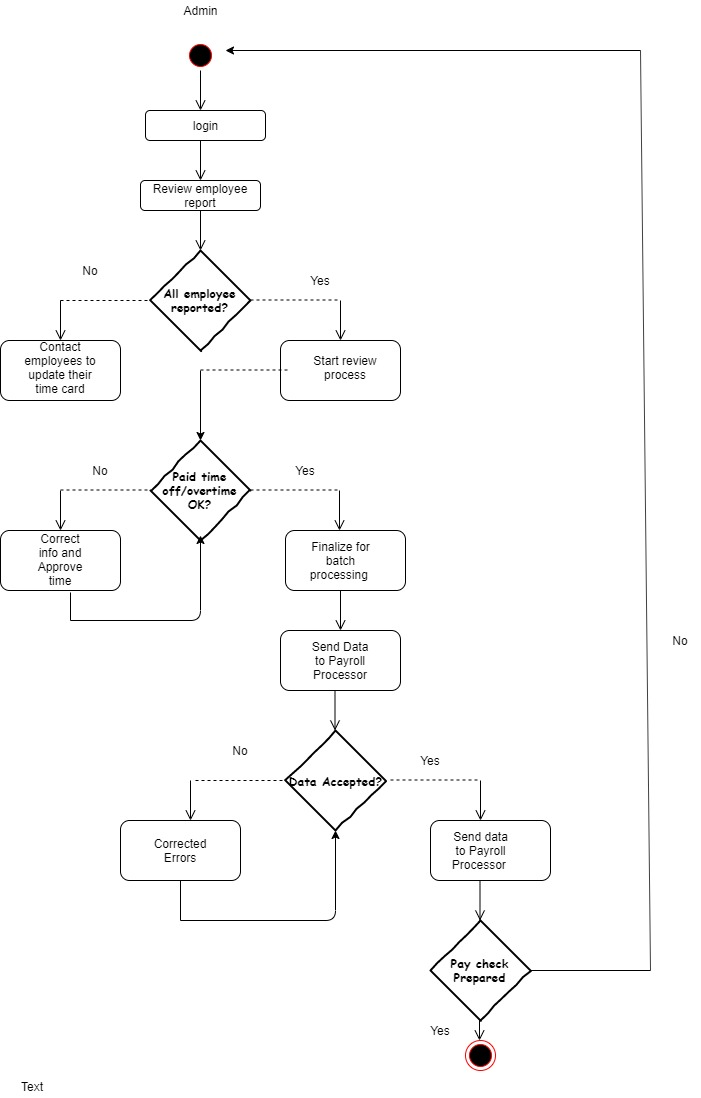 Admin
login
Review employee
report
No
Yes
All employee
reported?
Contact
employees to
update their
time card
Start review
process
No
Yes
Paid time
off/overtime
OK?
Correct
info and
Approve
time
Finalize for
batch
processing
Send Data
to Payroll
Processor
No
No
Yes
Data Accepted?
Corrected
Errors
Send data
to Payroll
Processor
Pay check
Prepared
Yes
Text